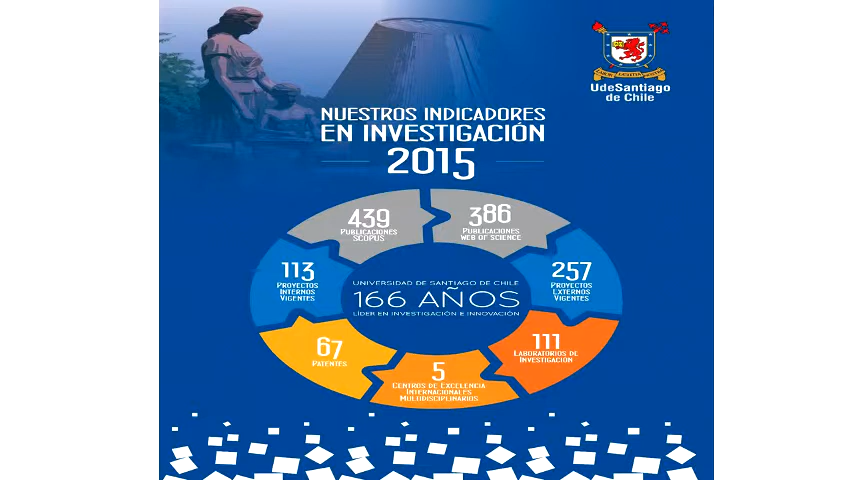 UdeSantiago
de Chile
NUESTROS INDICADORES
EN INVESTIGACIÓN
2015
439
PUBLICACIONES
SCOPUS
386
PUBLICACIONES
WEB OF SCIENCE
113
PROYECTOS
INTERNOS
VIGENTES
257
PROYECTOS
EXTERNOS
VIGENTES
UNIVERSIDAD DE SANTIAGO DE CHILE
166 AÑOS
LÍDER EN INVESTIGACIÓN E INNOVACIÓN
67
PATENTES
111
LABORATORIOS DE
INVESTIGACIÓN
5
CENTROS DE EXCELENCIA
INTERNACIONALES
MULTIDISCIPLINARIOS